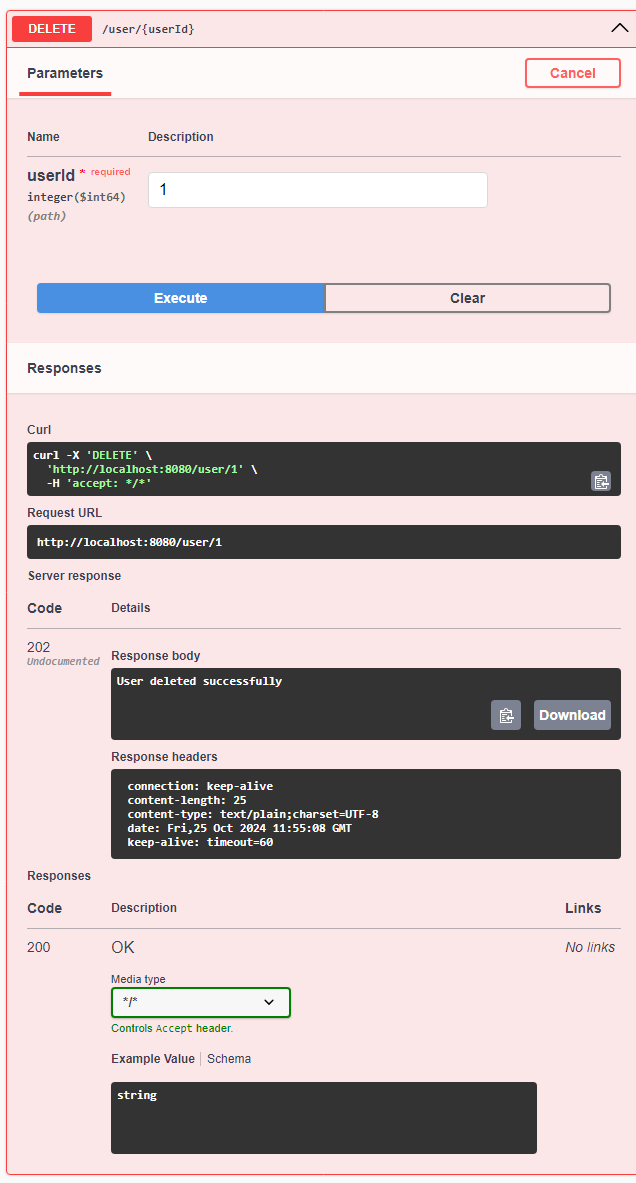 DELETE /user/{userId}
Parameters Cancel
Name Description
userId * required 1
integer($int64)
(path)
Execute Clear
Responses
Curl
curl -X 'DELETE' \
'http://localhost:8080/user/1' \
-H 'accept: */*'
Request URL
http://localhost:8080/user/1
Server response
Code Details
202
Undocumented
Response body
User deleted successfully
Download
Response headers
connection: keep-alive
content-length: 25
content-type: text/plain;charset=UTF-8
date: Fri,25 Oct 2024 11:55:08 GMT
keep-alive: timeout=60
Responses
Code Description Links
200 OK No links
Media type
*/*
Controls Accept header.
Example Value Schema
string